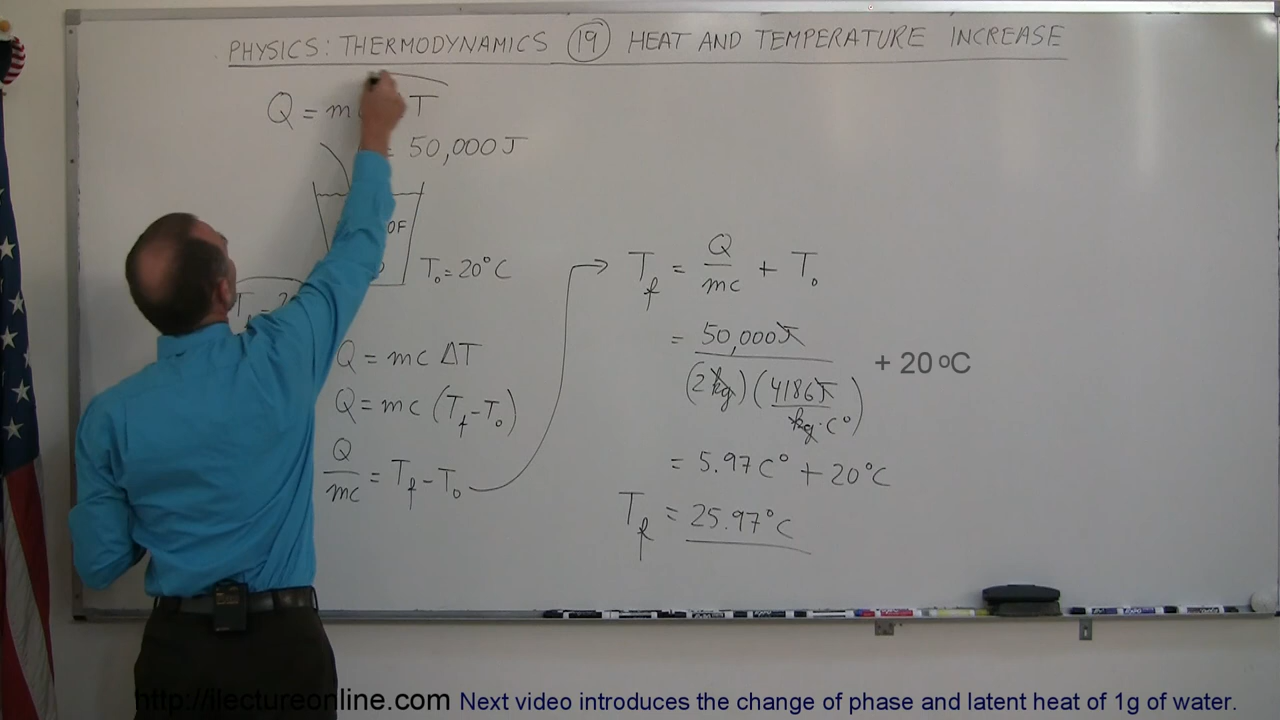 PHYSICS: THERMODYNAMICS 19 HEAT AND TEMPERATURE INCREASE
Q = m T
= 50,000 J
OF
T₀ = 20°C
Q = mc ΔT
Q = mc (T_f - T₀)
Q/mc = T_f - T₀
T_f = Q/mc + T₀
= 50,000 J / (2 kg) (4186 J / kg·C°) + 20 °C
= 5.97 C° + 20°C
T_f = 25.97°C
http://ilectureonline.com Next video introduces the change of phase and latent heat of 1g of water.